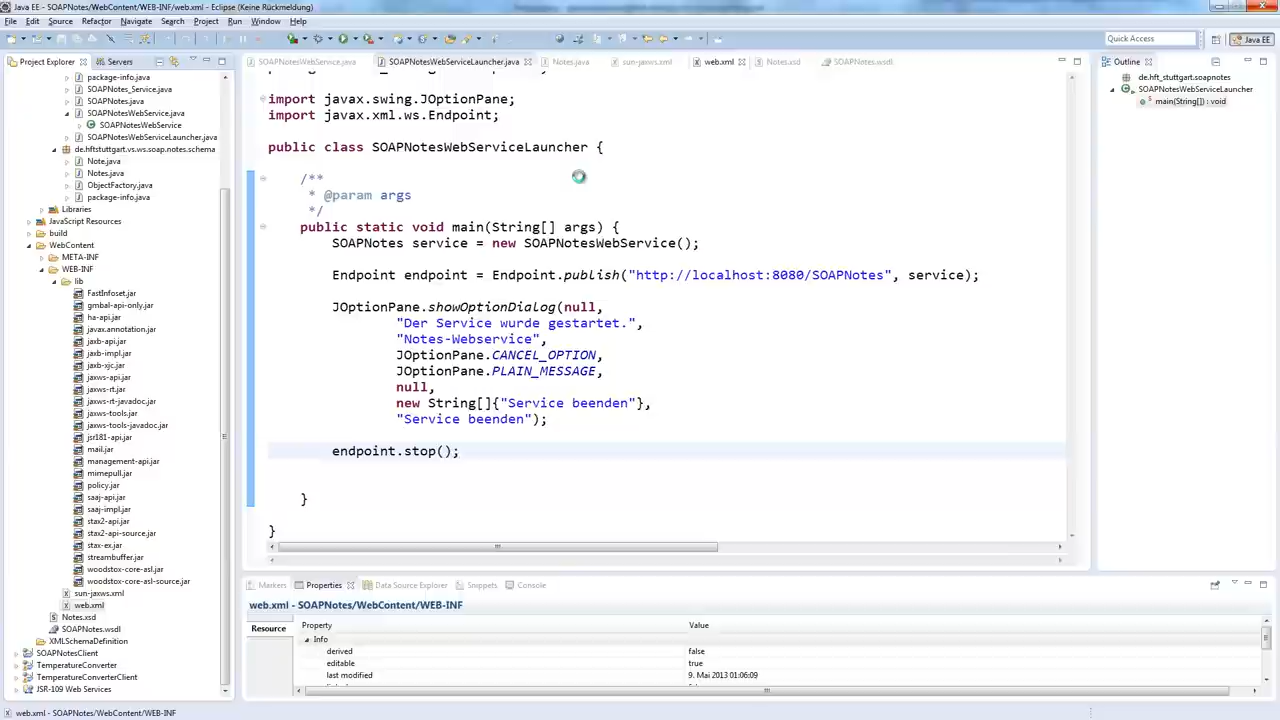 Java EE - SOAPNotes/WebContent/WEB-INF/web.xml - Eclipse (Keine Rückmeldung)
File Edit Source Refactor Navigate Search Project Run Window Help
Quick Access
Java EE
Project Explorer Servers
package-info.java
SOAPNotes_Service.java
SOAPNotes.java
SOAPNotesWebService.java
SOAPNotesWebService
SOAPNotesWebServiceLauncher.java
de.hftstuttgart.vs.ws.soap.notes.schema
Note.java
Notes.java
ObjectFactory.java
package-info.java
Libraries
JavaScript Resources
build
WebContent
META-INF
WEB-INF
lib
FastInfoset.jar
gmbal-api-only.jar
ha-api.jar
javax.annotation.jar
jaxb-api.jar
jaxb-impl.jar
jaxb-xjc.jar
jaxws-api.jar
jaxws-rt.jar
jaxws-rt-javadoc.jar
jaxws-tools.jar
jaxws-tools-javadoc.jar
jsr181-api.jar
mail.jar
management-api.jar
mimepull.jar
policy.jar
saaj-api.jar
saaj-impl.jar
stax2-api.jar
stax2-api-source.jar
stax-ex.jar
streambuffer.jar
woodstox-core-asl.jar
woodstox-core-asl-source.jar
sun-jaxws.xml
web.xml
Notes.xsd
SOAPNotes.wsdl
XMLSchemaDefinition
SOAPNotesClient
TemperatureConverter
TemperatureConverterClient
JSR-109 Web Services
SOAPNotesWebService.java SOAPNotesWebServiceLauncher.java Notes.java sun-jaxws.xml web.xml Notes.xsd SOAPNotes.wsdl
import javax.swing.JOptionPane;
import javax.xml.ws.Endpoint;
public class SOAPNotesWebServiceLauncher {
/**
* @param args
*/
public static void main(String[] args) {
SOAPNotes service = new SOAPNotesWebService();
Endpoint endpoint = Endpoint.publish("http://localhost:8080/SOAPNotes", service);
JOptionPane.showOptionDialog(null,
"Der Service wurde gestartet.",
"Notes-Webservice",
JOptionPane.CANCEL_OPTION,
JOptionPane.PLAIN_MESSAGE,
null,
new String[]{"Service beenden"},
"Service beenden");
endpoint.stop();
}
}
Outline
de.hft_stuttgart.soapnotes
SOAPNotesWebServiceLauncher
main(String[]) : void
Markers Properties Data Source Explorer Snippets Console
web.xml - SOAPNotes/WebContent/WEB-INF
Resource
Property Value
Info
derived false
editable true
last modified 9. Mai 2013 01:06:09
web.xml - SOAPNotes/WebContent/WEB-INF